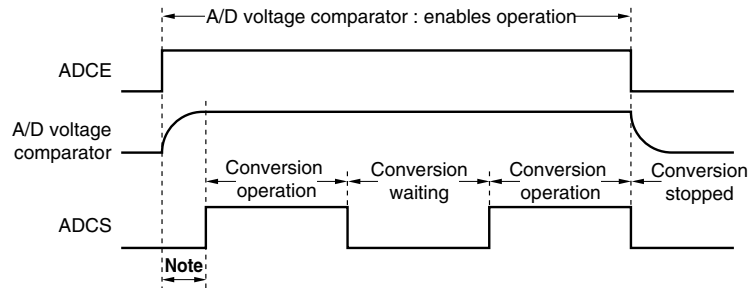 A/D voltage comparator : enables operation
ADCE
A/D voltage
comparator
Conversion
operation
Conversion
waiting
Conversion
operation
Conversion
stopped
ADCS
Note